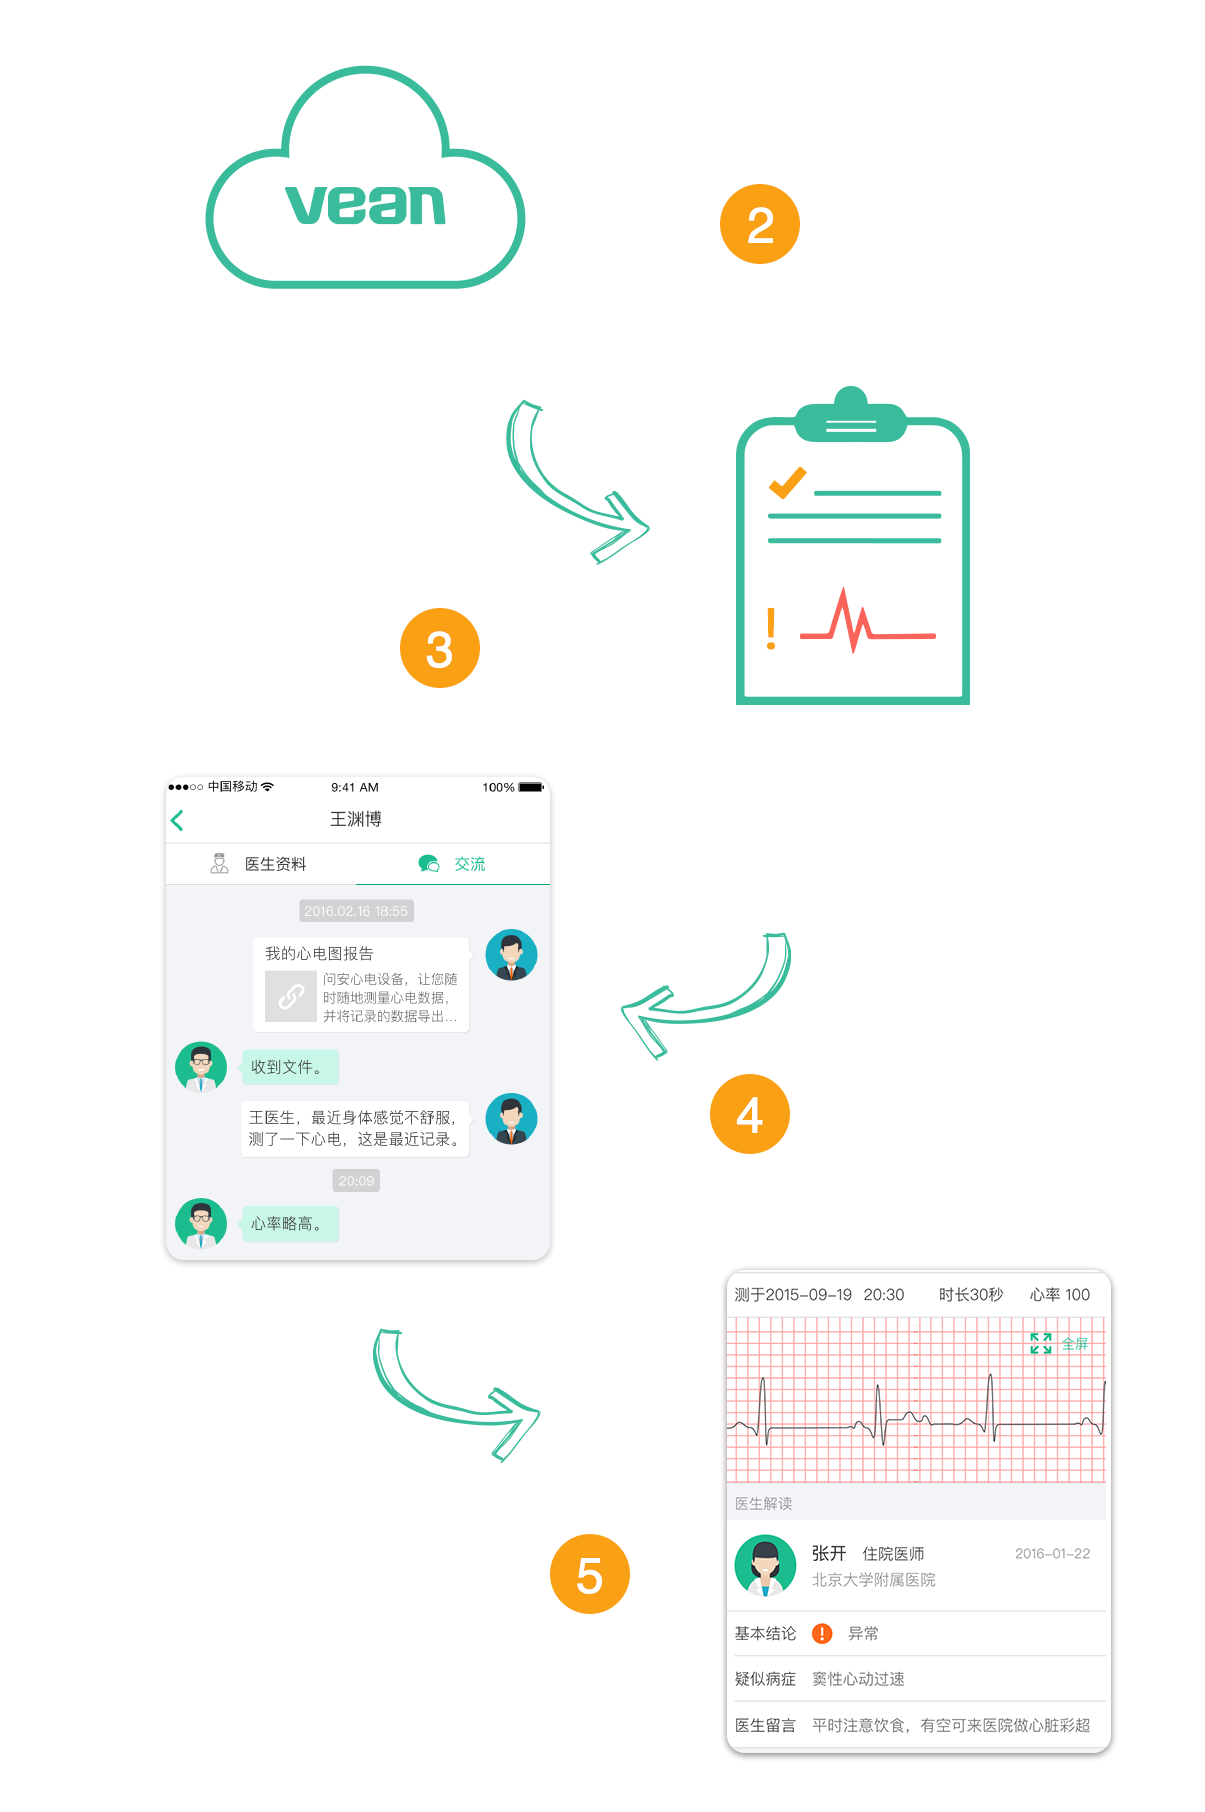 vean
2
3
中国移动
9:41 AM
100%
王渊博
医生资料
交流
2016.02.16 18:55
我的心电图报告
问安心电设备，让您随
时随地测量心电数据，
并将记录的数据导出...
收到文件。
王医生，最近身体感觉不舒服，
测了一下心电，这是最近记录。
20:09
心率略高。
4
5
测于2015-09-19 20:30
时长30秒
心率 100
全屏
医生解读
张开 住院医师
2016-01-22
北京大学附属医院
基本结论 ! 异常
疑似病症 窦性心动过速
医生留言 平时注意饮食，有空可来医院做心脏彩超